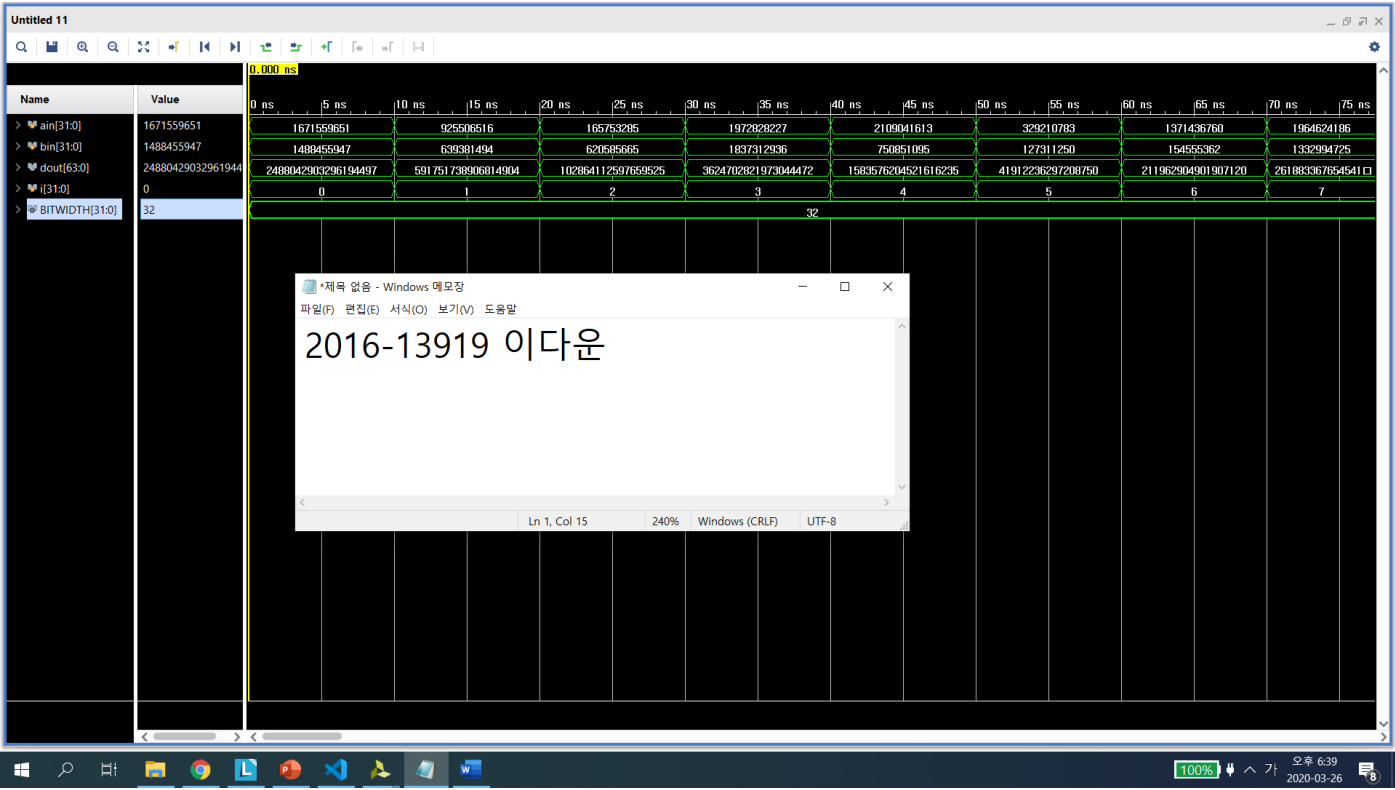 Untitled 11
0.000 ns
Name Value
0 ns 5 ns 10 ns 15 ns 20 ns 25 ns 30 ns 35 ns 40 ns 45 ns 50 ns 55 ns 60 ns 65 ns 70 ns 75 ns
ain[31:0] 1671559651 1671559651 925506516 165753285 1972828227 2109041613 329210783 1371436760 1964624186
bin[31:0] 1488455947 1488455947 639381494 620585665 1837312936 750851095 127311250 154555362 1332994725
dout[63:0] 24880429032961944 2488042903296194497 591751738906814904 102864112597659525 3624702821973044472 1583576204521616235 41912236297208750 211962904901907120 261883367654541
i[31:0] 0 0 1 2 3 4 5 6 7
BITWIDTH[31:0] 32 32
*제목 없음 - Windows 메모장
파일(F) 편집(E) 서식(O) 보기(V) 도움말
2016-13919 이다운
Ln 1, Col 15 240% Windows (CRLF) UTF-8
100% 가 오후 6:39
2020-03-26 8